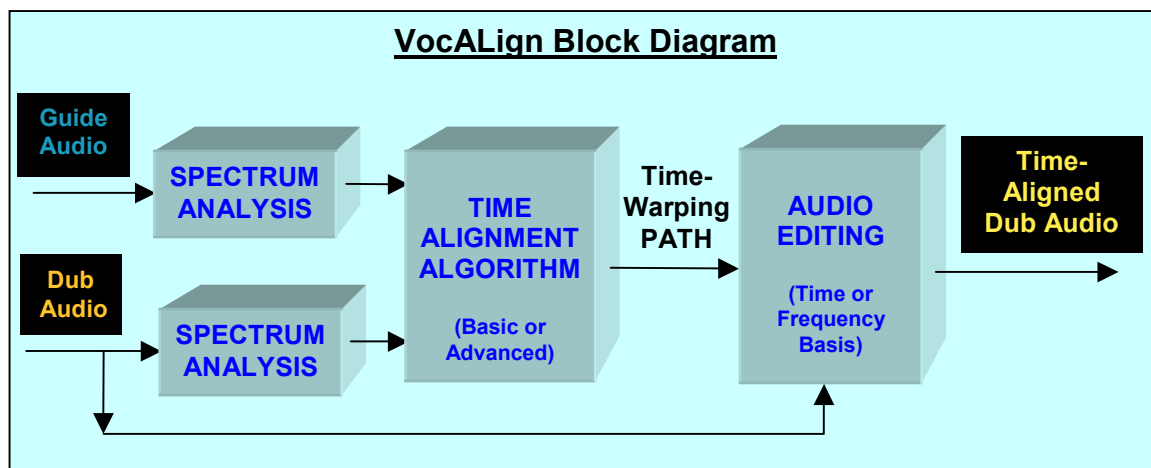 VocALign Block Diagram
Guide
Audio
SPECTRUM
ANALYSIS
Dub
Audio
SPECTRUM
ANALYSIS
TIME
ALIGNMENT
ALGORITHM
(Basic or
Advanced)
Time-
Warping
PATH
AUDIO
EDITING
(Time or
Frequency
Basis)
Time-
Aligned
Dub Audio